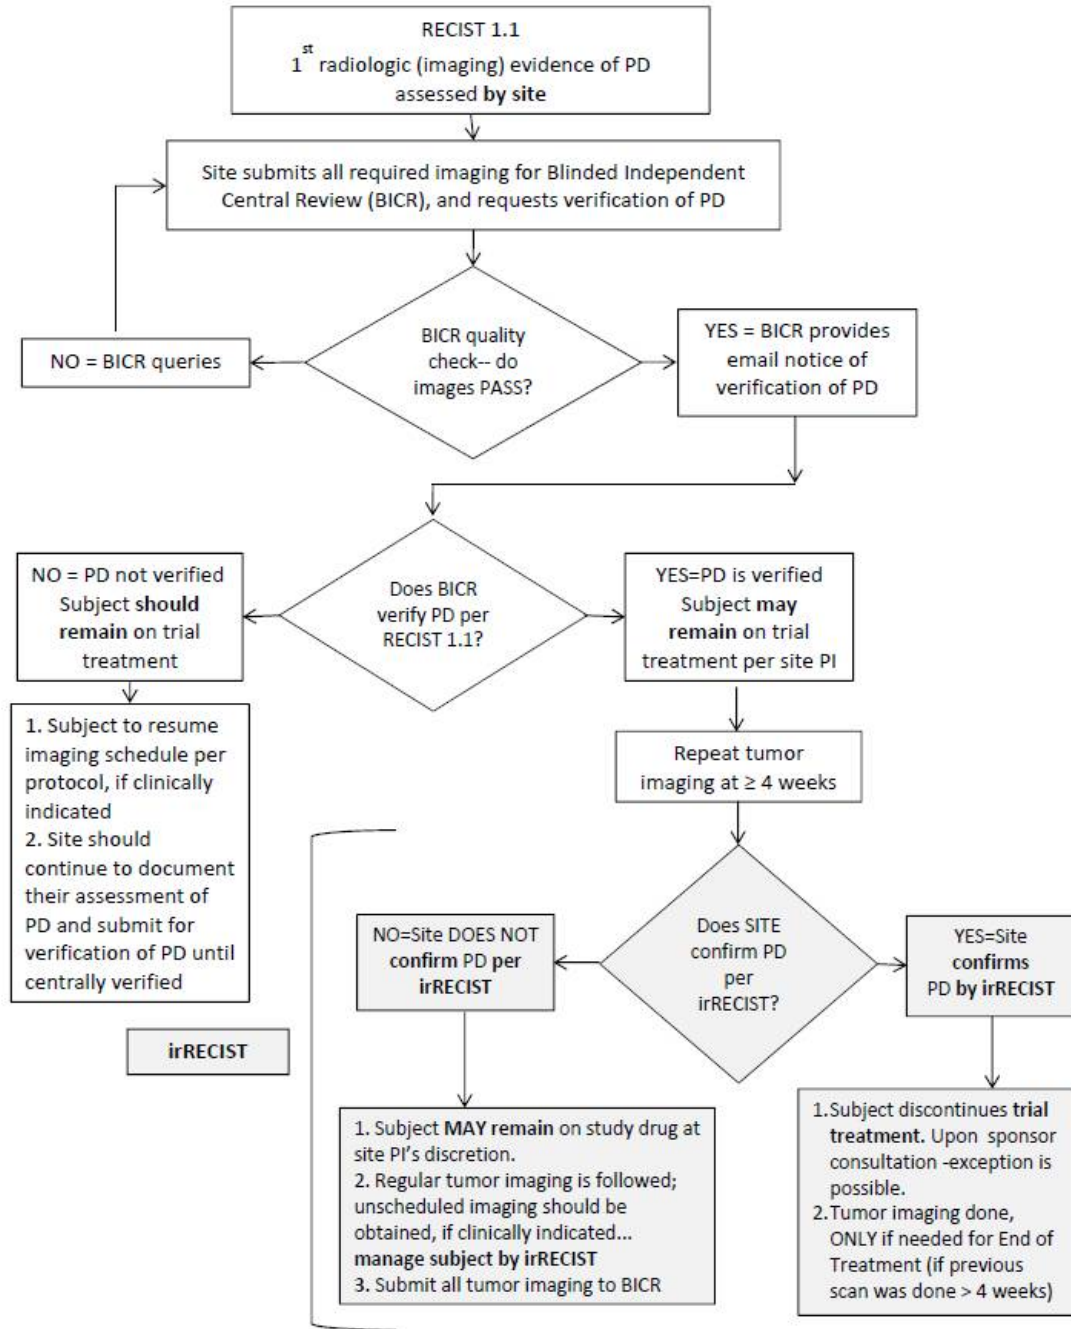 RECIST 1.1
1st radiologic (imaging) evidence of PD
assessed by site
Site submits all required imaging for Blinded Independent
Central Review (BICR), and requests verification of PD
NO = BICR queries
BICR quality
check-- do
images PASS?
YES = BICR provides
email notice of
verification of PD
NO = PD not verified
Subject should
remain on trial
treatment
Does BICR
verify PD per
RECIST 1.1?
YES=PD is verified
Subject may
remain on trial
treatment per site PI
1. Subject to resume
imaging schedule per
protocol, if clinically
indicated
2. Site should
continue to document
their assessment of
PD and submit for
verification of PD until
centrally verified
Repeat tumor
imaging at ≥ 4 weeks
NO=Site DOES NOT
confirm PD per
irRECIST
Does SITE
confirm PD
per
irRECIST?
YES=Site
confirms
PD by irRECIST
irRECIST
1. Subject MAY remain on study drug at
site PI's discretion.
2. Regular tumor imaging is followed;
unscheduled imaging should be
obtained, if clinically indicated...
manage subject by irRECIST
3. Submit all tumor imaging to BICR
1. Subject discontinues trial
treatment. Upon sponsor
consultation -exception is
possible.
2. Tumor imaging done,
ONLY if needed for End of
Treatment (if previous
scan was done > 4 weeks)